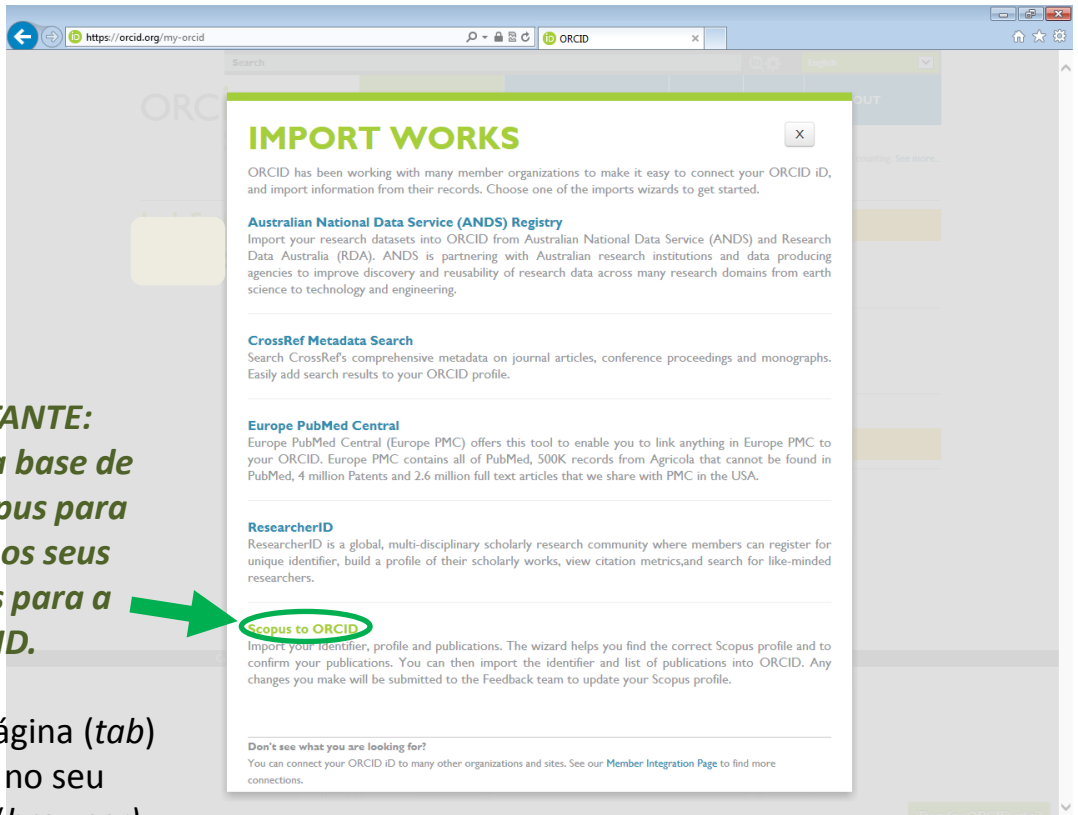 https://orcid.org/my-orcid
ORCID
Search
English
ORC
OUT
See more...
IMPORT WORKS
X
ORCID has been working with many member organizations to make it easy to connect your ORCID iD,
and import information from their records. Choose one of the imports wizards to get started.
Australian National Data Service (ANDS) Registry
Import your research datasets into ORCID from Australian National Data Service (ANDS) and Research
Data Australia (RDA). ANDS is partnering with Australian research institutions and data producing
agencies to improve discovery and reusability of research data across many research domains from earth
science to technology and engineering.
CrossRef Metadata Search
Search CrossRef's comprehensive metadata on journal articles, conference proceedings and monographs.
Easily add search results to your ORCID profile.
Europe PubMed Central
Europe PubMed Central (Europe PMC) offers this tool to enable you to link anything in Europe PMC to
your ORCID. Europe PMC contains all of PubMed, 500K records from Agricola that cannot be found in
PubMed, 4 million Patents and 2.6 million full text articles that we share with PMC in the USA.
ResearcherID
ResearcherID is a global, multi-disciplinary scholarly research community where members can register for
unique identifier, build a profile of their scholarly works, view citation metrics,and search for like-minded
researchers.
Scopus to ORCID
Import your identifier, profile and publications. The wizard helps you find the correct Scopus profile and to
confirm your publications. You can then import the identifier and list of publications into ORCID. Any
changes you make will be submitted to the Feedback team to update your Scopus profile.
Don't see what you are looking for?
You can connect your ORCID iD to many other organizations and sites. See our Member Integration Page to find more
connections.
TANTE:
a base de
pus para
os seus
s para a
ID.
ágina (tab)
no seu